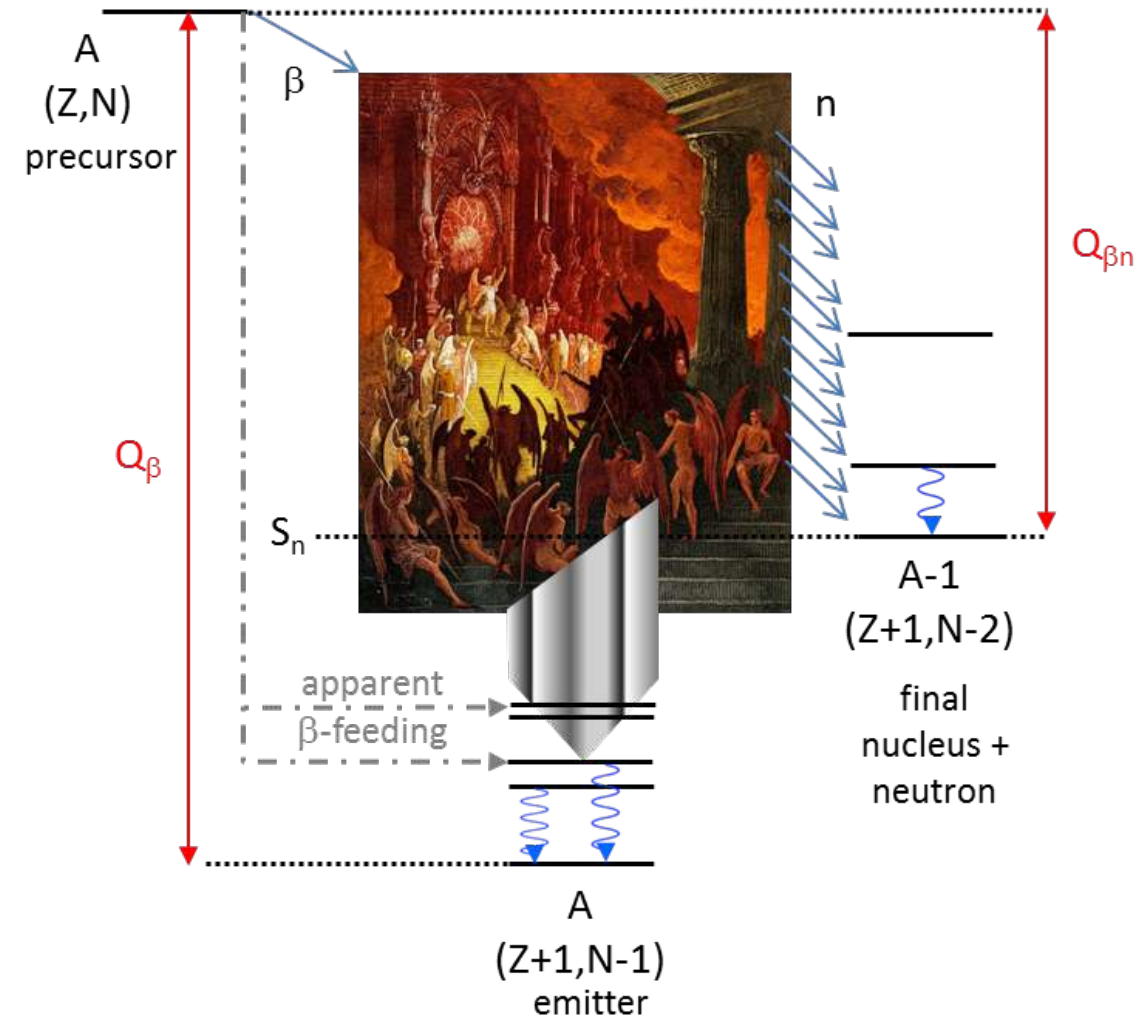 A
(Z,N)
precursor
β
n
Qβn
Qβ
Sn
A-1
(Z+1,N-2)
final
nucleus +
neutron
apparent
β-feeding
A
(Z+1,N-1)
emitter